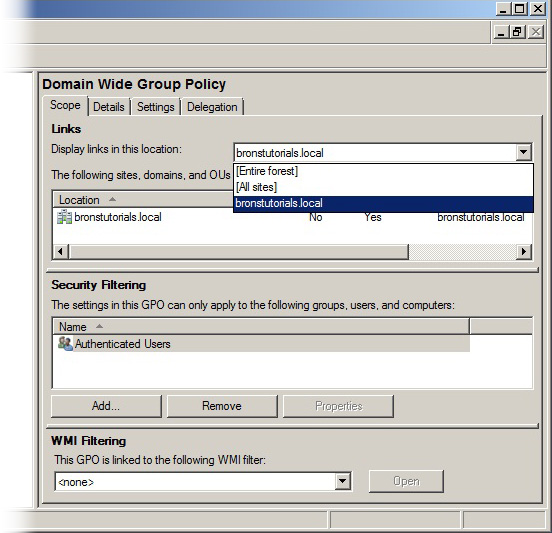 Domain Wide Group Policy
Scope Details Settings Delegation
Links
Display links in this location: bronstutorials.local
[Entire forest]
[All sites]
bronstutorials.local
The following sites, domains, and OUs
Location
bronstutorials.local No Yes bronstutorials.local
Security Filtering
The settings in this GPO can only apply to the following groups, users, and computers:
Name
Authenticated Users
Add... Remove Properties
WMI Filtering
This GPO is linked to the following WMI filter:
<none> Open